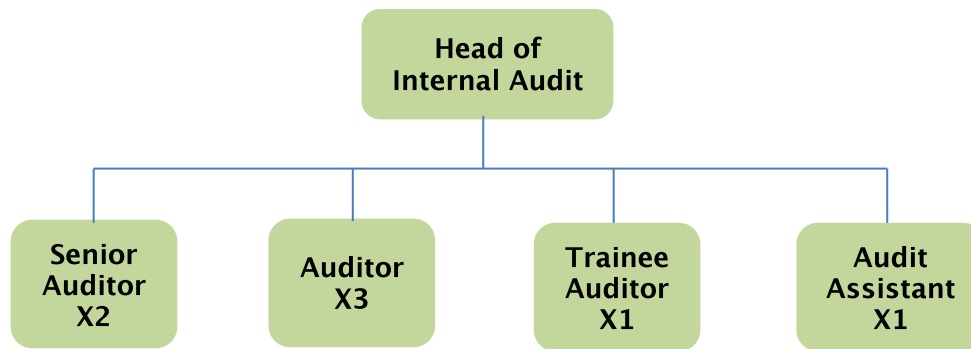 Head of
Internal Audit
Senior
Auditor
X2
Auditor
X3
Trainee
Auditor
X1
Audit
Assistant
X1